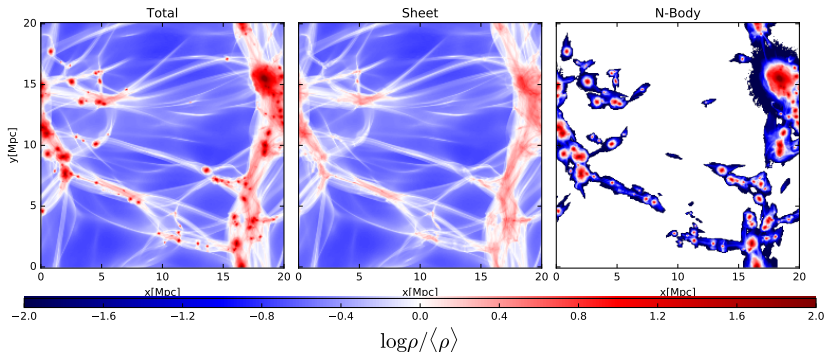 Total Sheet N-Body
20
15
10
5
0
y[Mpc]
0 5 10 15 20 0 5 10 15 20 0 5 10 15 20
x[Mpc] x[Mpc] x[Mpc]
−2.0 −1.6 −1.2 −0.8 −0.4 0.0 0.4 0.8 1.2 1.6 2.0
logρ/⟨ρ⟩